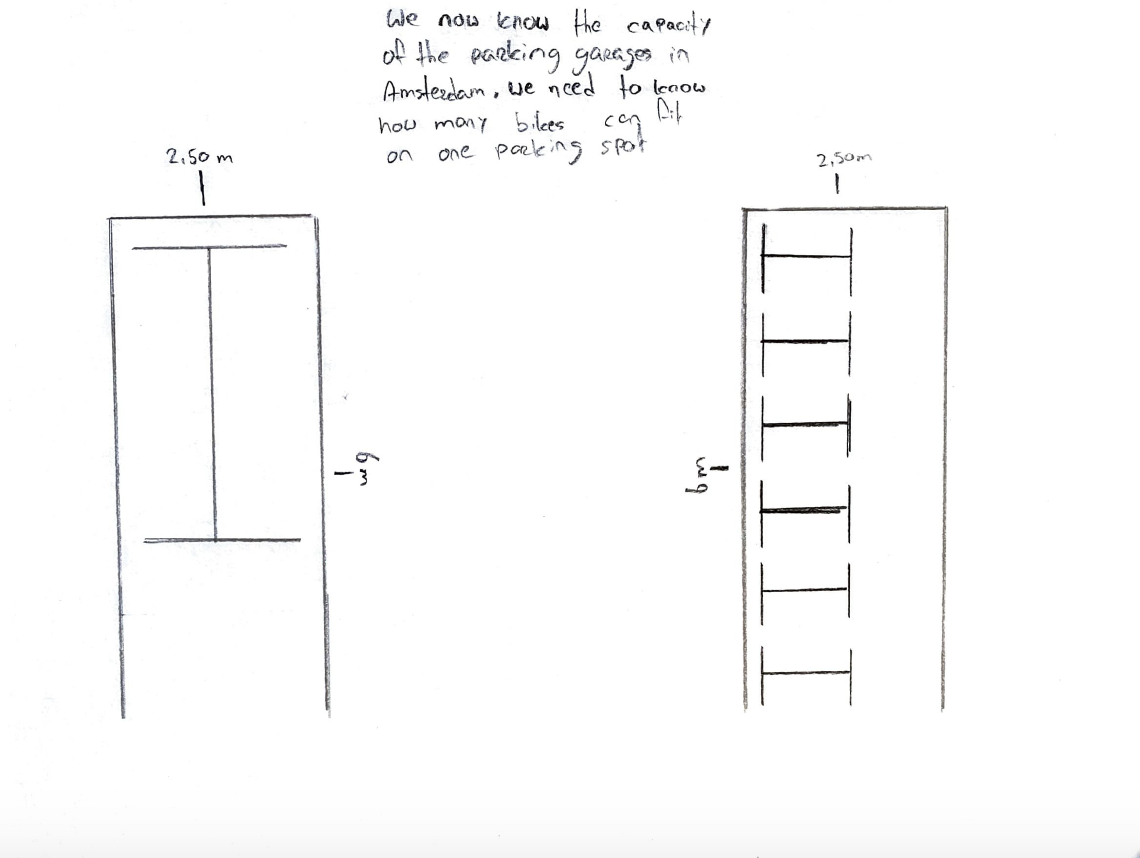 We now know the capacity
of the parking garages in
Amsterdam, we need to know
how many bikes can fit
on one parking spot
2,50 m
2,50m
6m
6m